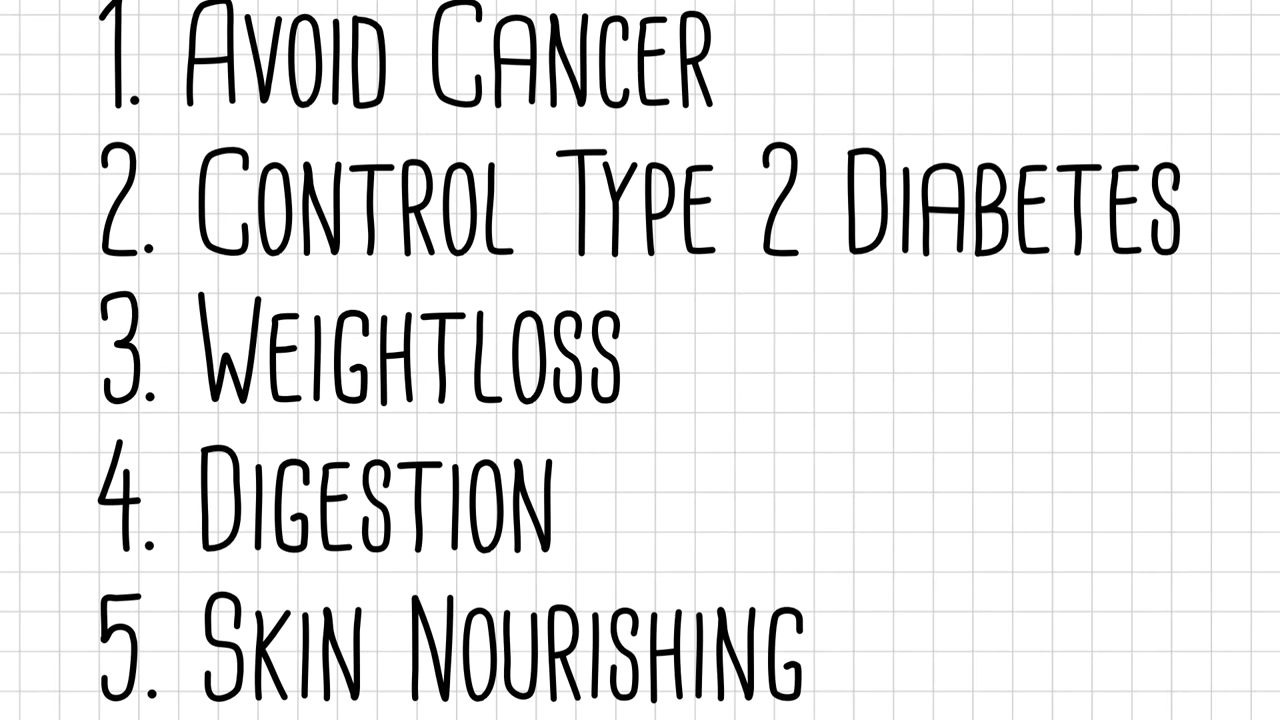 1. Avoid Cancer
2. Control Type 2 Diabetes
3. Weightloss
4. Digestion
5. Skin Nourishing